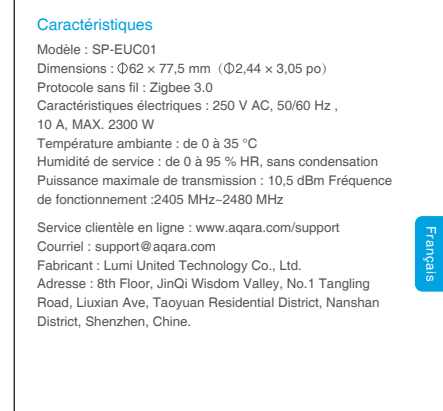 Caractéristiques
Modèle : SP-EUC01
Dimensions : Φ62 × 77,5 mm（Φ2,44 × 3,05 po）
Protocole sans fil : Zigbee 3.0
Caractéristiques électriques : 250 V AC, 50/60 Hz ,
10 A, MAX. 2300 W
Température ambiante : de 0 à 35 °C
Humidité de service : de 0 à 95 % HR, sans condensation
Puissance maximale de transmission : 10,5 dBm Fréquence
de fonctionnement :2405 MHz~2480 MHz
Service clientèle en ligne : www.aqara.com/support
Courriel : support@aqara.com
Fabricant : Lumi United Technology Co., Ltd.
Adresse : 8th Floor, JinQi Wisdom Valley, No.1 Tangling
Road, Liuxian Ave, Taoyuan Residential District, Nanshan
District, Shenzhen, Chine.
Français